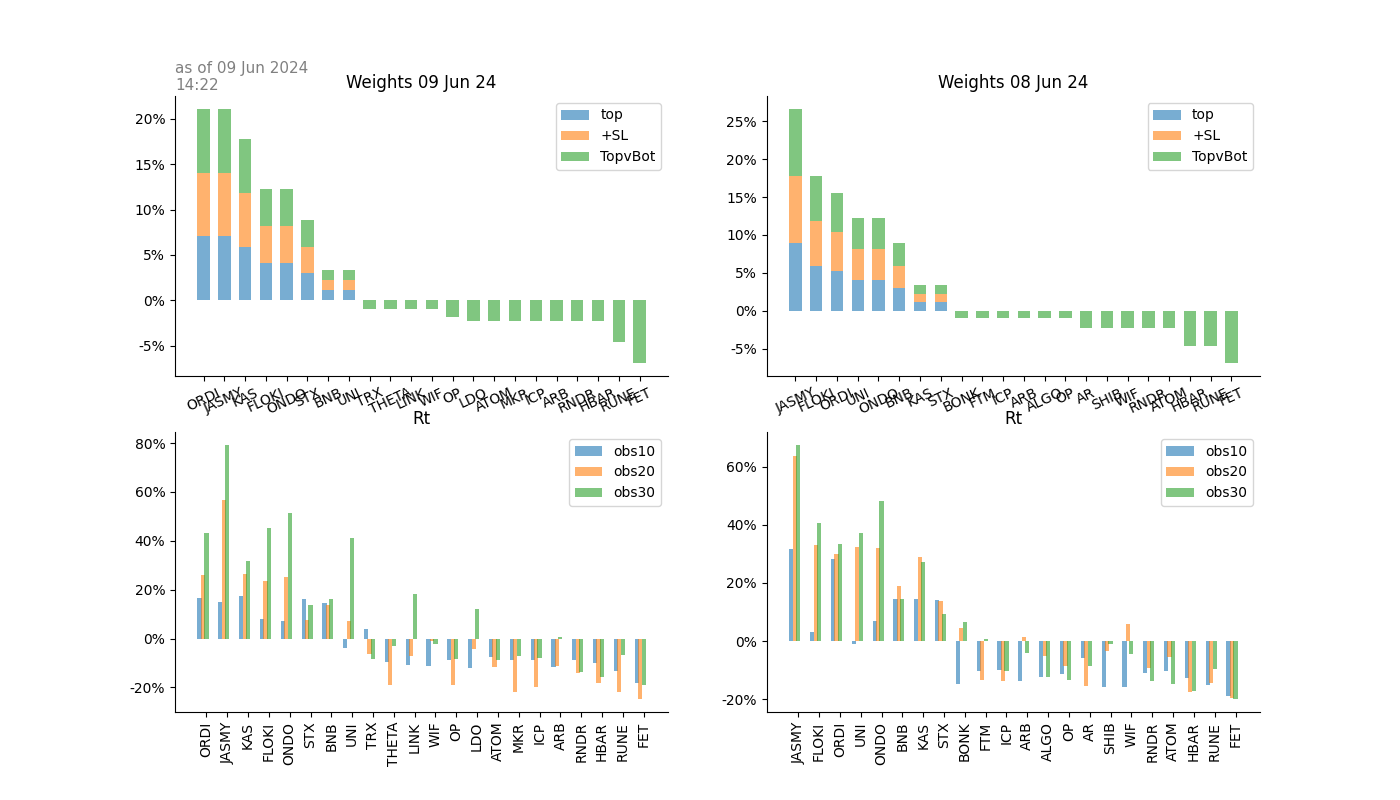 as of 09 Jun 2024
14:22
Weights 09 Jun 24
20%
15%
10%
5%
0%
-5%
top
+SL
TopvBot
ORDI JASMY KAS FLOKI ONDO STX BNB UNI TRX THETA LINK WIF OP LDO ATOM MKR ICP ARB RNDR HBAR RUNE FET
Weights 08 Jun 24
25%
20%
15%
10%
5%
0%
-5%
top
+SL
TopvBot
JASMY FLOKI ORDI UNI ONDO BNB KAS STX BONK FTM ICP ARB ALGO OP AR SHIB WIF RNDR ATOM HBAR RUNE FET
Rt
80%
60%
40%
20%
0%
-20%
obs10
obs20
obs30
ORDI JASMY KAS FLOKI ONDO STX BNB UNI TRX THETA LINK WIF OP LDO ATOM MKR ICP ARB RNDR HBAR RUNE FET
Rt
60%
40%
20%
0%
-20%
obs10
obs20
obs30
JASMY FLOKI ORDI UNI ONDO BNB KAS STX BONK FTM ICP ARB ALGO OP AR SHIB WIF RNDR ATOM HBAR RUNE FET